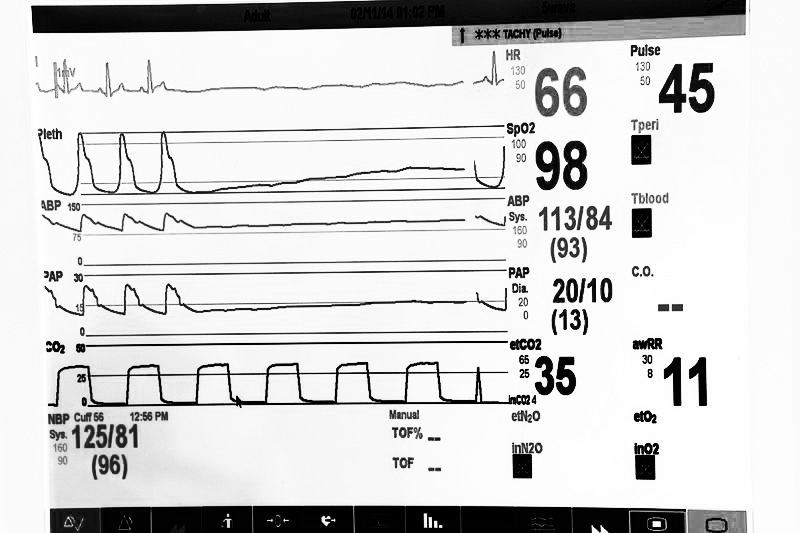 Adult 02/11/14 01:02 PM
*** TACHY (Pulse)
1mV
HR 130 50 66
Pulse 130 50 45
Pleth
SpO2 100 90 98
Tperi
ABP 150 75 0
ABP Sys. 160 90 113/84 (93)
Tblood
PAP 30 15 0
PAP Dia. 20 0 20/10 (13)
C.O. --
CO2 50 25 0
etCO2 65 25 35
inCO2 4
awRR 30 8 11
NBP Cuff 56 12:56 PM
Sys. 160 90 125/81 (96)
Manual
TOF% --
TOF --
etN2O
inN2O
etO2
inO2